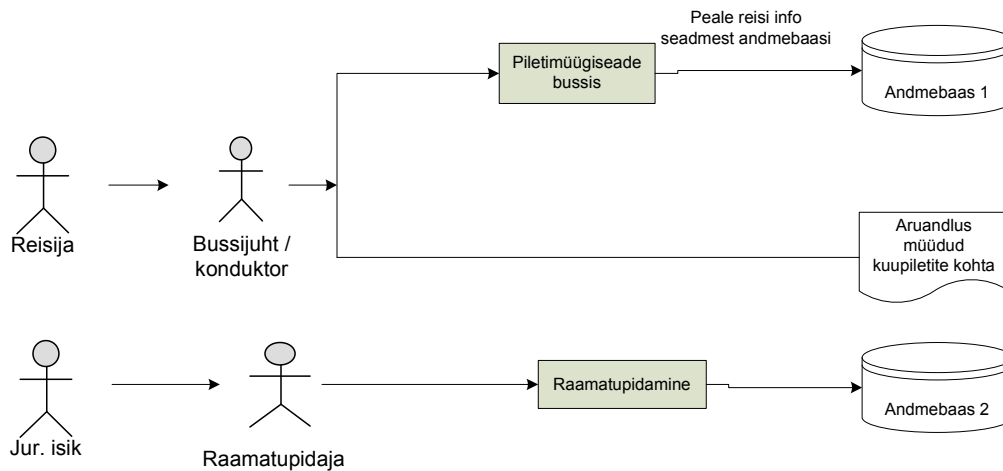 Peale reisi info
seadmest andmebaasi
Piletimüügiseade
bussis
Andmebaas 1
Reisija
Bussijuht /
konduktor
Aruandlus
müüdud
kuupiletite kohta
Jur. isik
Raamatupidaja
Raamatupidamine
Andmebaas 2